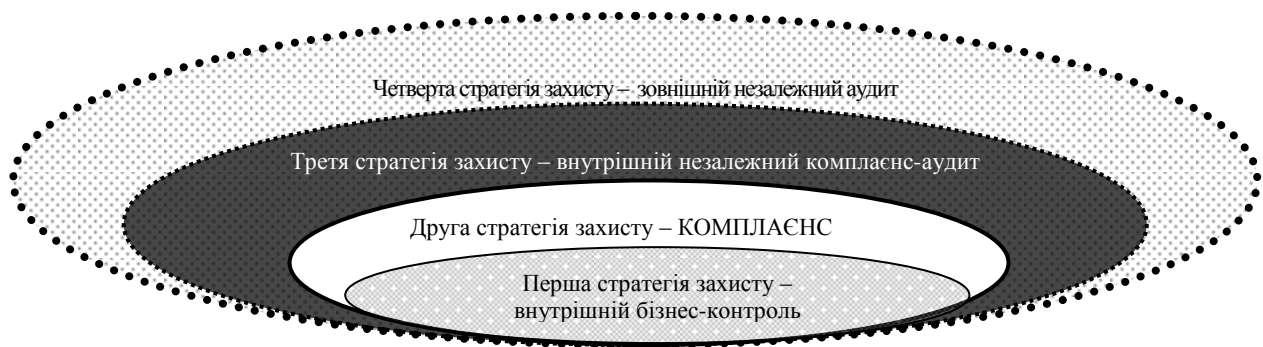 Четверта стратегія захисту – зовнішній незалежний аудит
Третя стратегія захисту – внутрішній незалежний комплаєнс-аудит
Друга стратегія захисту – КОМПЛАЄНС
Перша стратегія захисту –
внутрішній бізнес-контроль